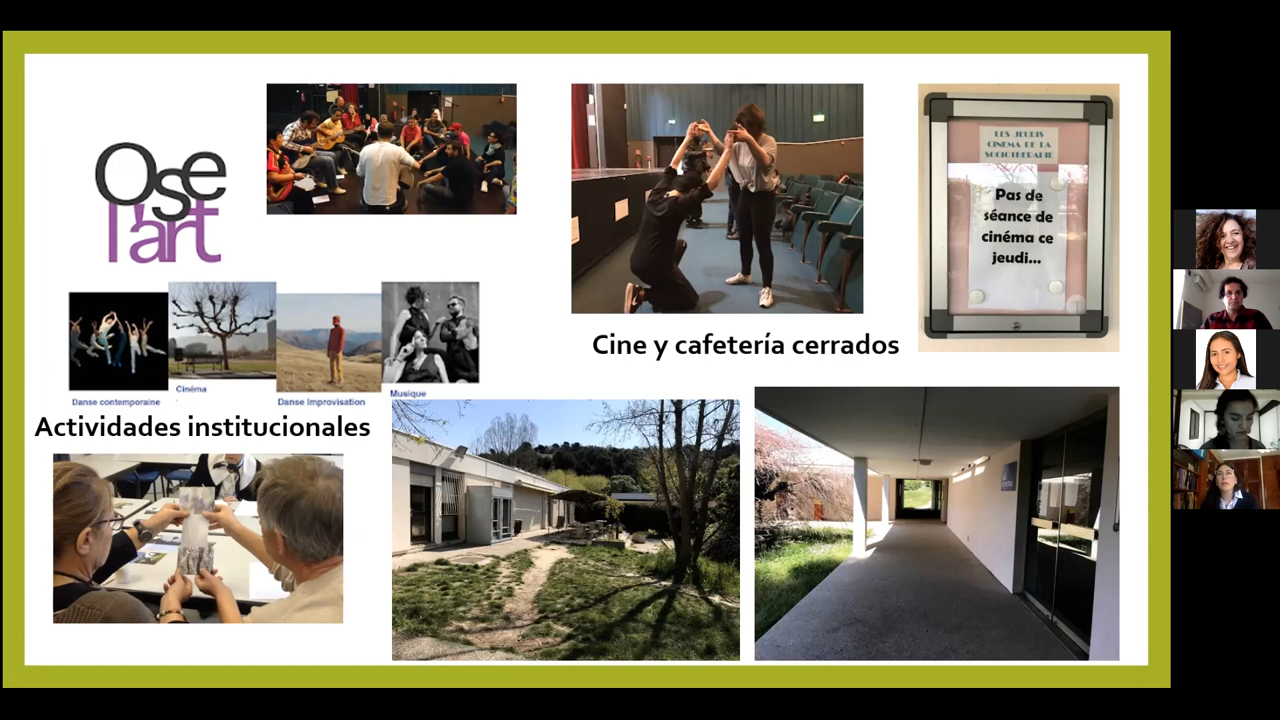 Ose
l'art
LES JEUDIS
CINEMA DE LA
SOCIOTHERAPIE
Pas de
séance de
cinéma ce
jeudi...
Cine y cafetería cerrados
Danse contemporaine
Cinéma
Danse Improvisation
Musique
Actividades institucionales